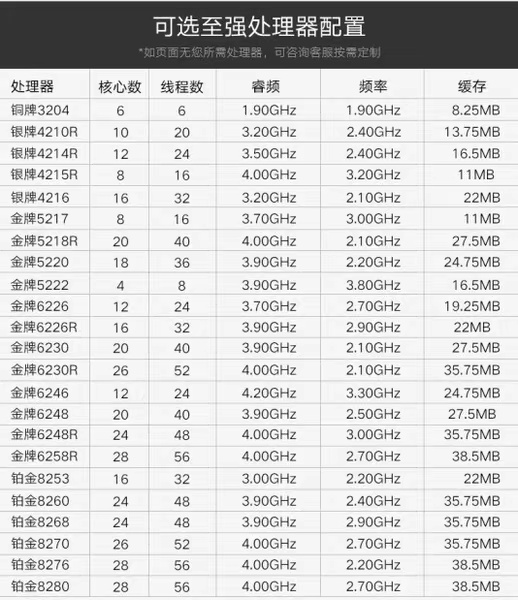 可选至强处理器配置
*如页面无您所需处理器，可咨询客服按需定制
处理器 核心数 线程数 睿频 频率 缓存
铜牌3204 6 6 1.90GHz 1.90GHz 8.25MB
银牌4210R 10 20 3.20GHz 2.40GHz 13.75MB
银牌4214R 12 24 3.50GHz 2.40GHz 16.5MB
银牌4215R 8 16 4.00GHz 3.20GHz 11MB
银牌4216 16 32 3.20GHz 2.10GHz 22MB
金牌5217 8 16 3.70GHz 3.00GHz 11MB
金牌5218R 20 40 4.00GHz 2.10GHz 27.5MB
金牌5220 18 36 3.90GHz 2.20GHz 24.75MB
金牌5222 4 8 3.90GHz 3.80GHz 16.5MB
金牌6226 12 24 3.70GHz 2.70GHz 19.25MB
金牌6226R 16 32 3.90GHz 2.90GHz 22MB
金牌6230 20 40 3.90GHz 2.10GHz 27.5MB
金牌6230R 26 52 4.00GHz 2.10GHz 35.75MB
金牌6246 12 24 4.20GHz 3.30GHz 24.75MB
金牌6248 20 40 3.90GHz 2.50GHz 27.5MB
金牌6248R 24 48 4.00GHz 3.00GHz 35.75MB
金牌6258R 28 56 4.00GHz 2.70GHz 38.5MB
铂金8253 16 32 3.00GHz 2.20GHz 22MB
铂金8260 24 48 3.90GHz 2.40GHz 35.75MB
铂金8268 24 48 3.90GHz 2.90GHz 35.75MB
铂金8270 26 52 4.00GHz 2.70GHz 35.75MB
铂金8276 28 56 4.00GHz 2.20GHz 38.5MB
铂金8280 28 56 4.00GHz 2.70GHz 38.5MB